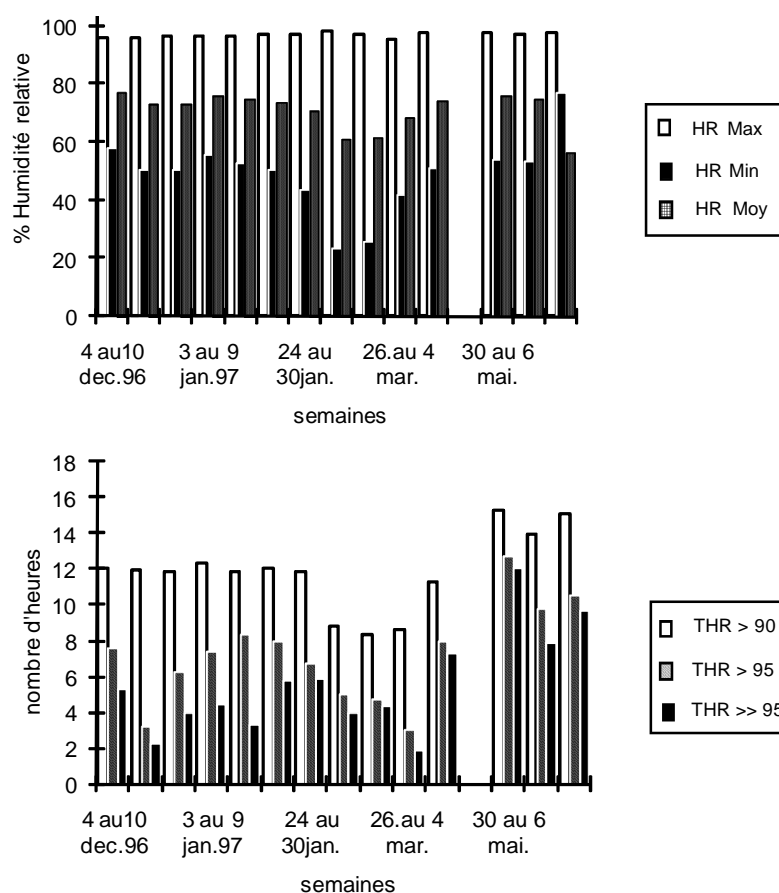 100
80
60
40
20
0
% Humidité relative
4 au10 dec.96
3 au 9 jan.97
24 au 30jan.
26.au 4 mar.
30 au 6 mai.
semaines
HR Max
HR Min
HR Moy
18
16
14
12
10
8
6
4
2
0
nombre d'heures
4 au10 dec.96
3 au 9 jan.97
24 au 30jan.
26.au 4 mar.
30 au 6 mai.
semaines
THR > 90
THR > 95
THR >> 95